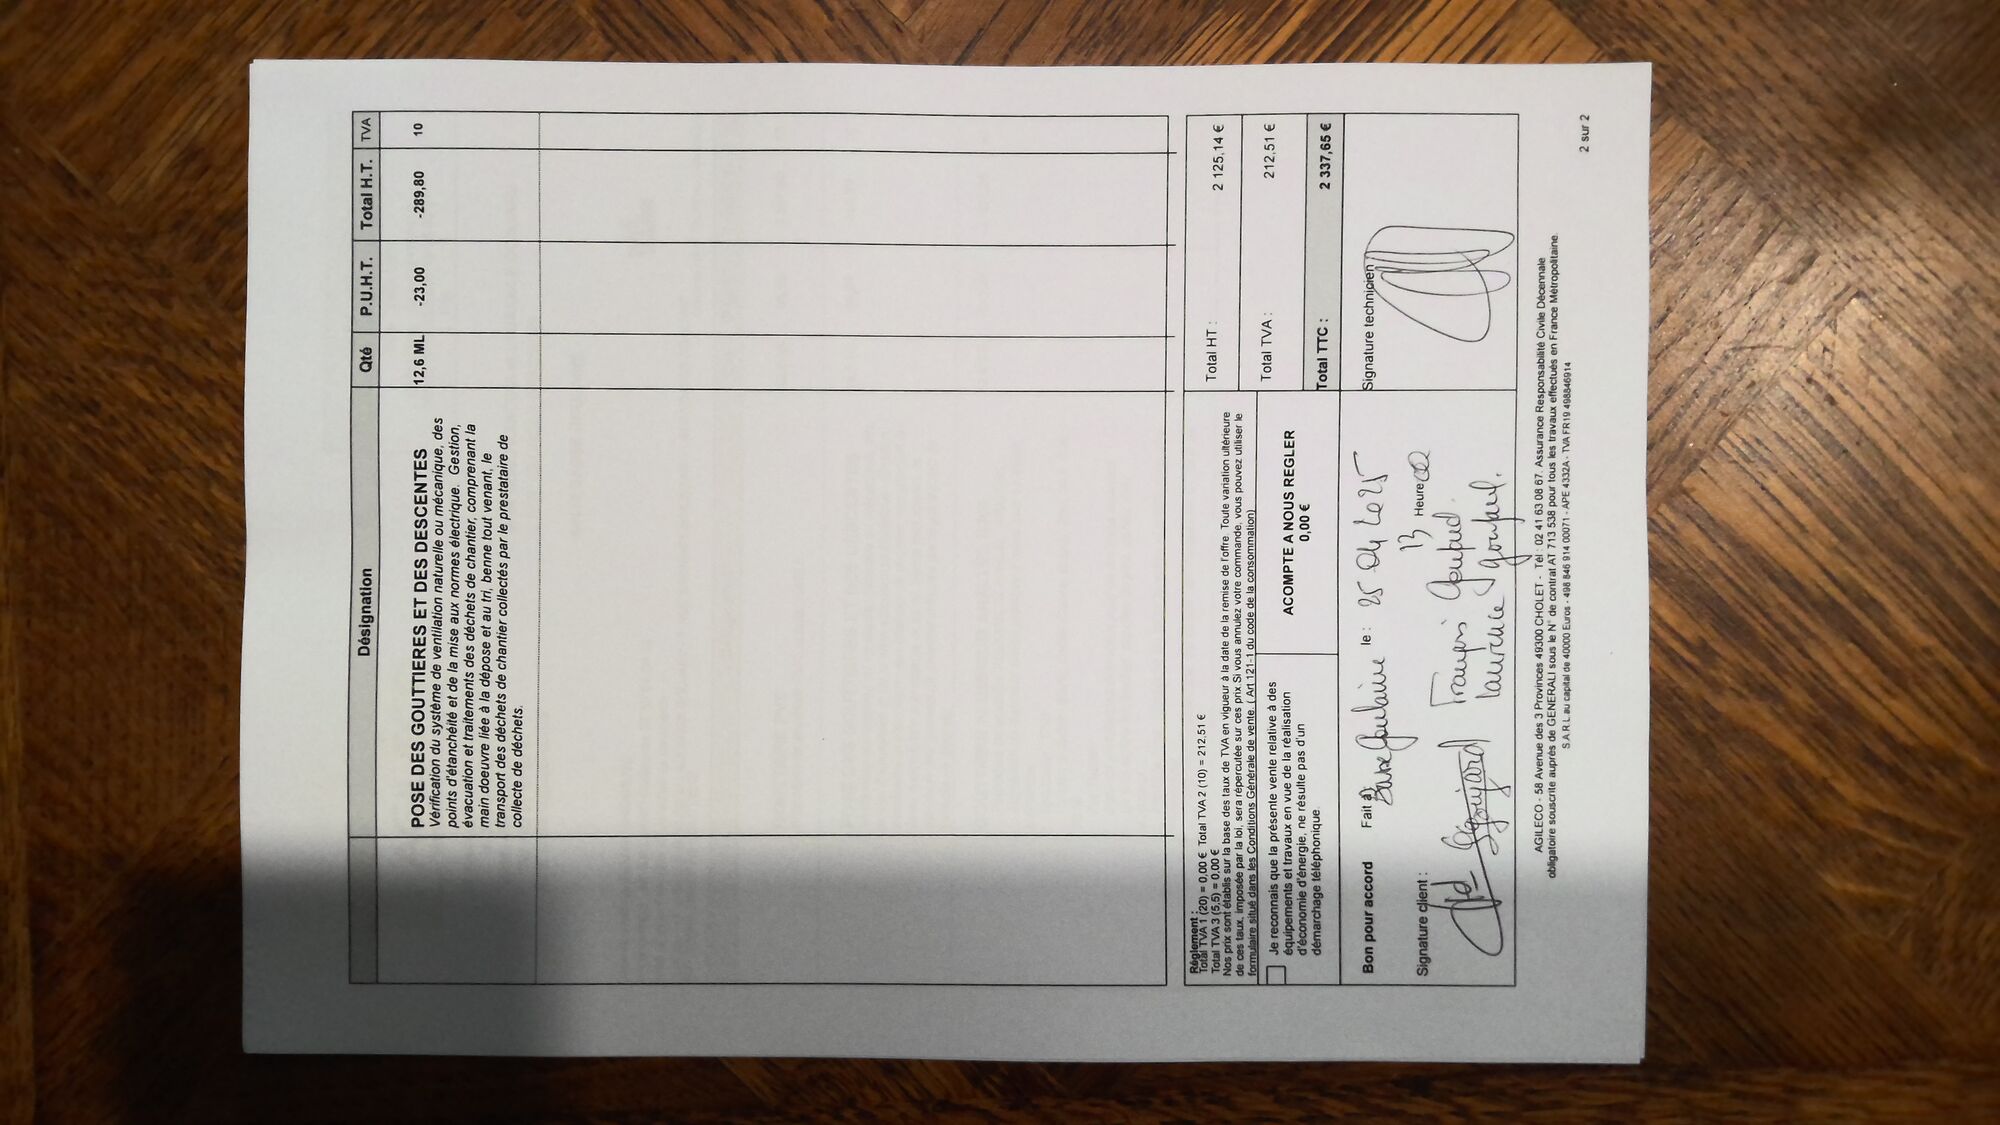 Désignation Qté P.U.H.T. Total H.T. TVA
POSE DES GOUTTIERES ET DES DESCENTES 12,6 ML -23,00 -289,80 10
Vérification du système de ventilation naturelle ou mécanique, des
points d'étanchéité et de la mise aux normes électrique. Gestion,
évacuation et traitements des déchets de chantier, comprenant la
main doeuvre liée à la dépose et au tri, benne tout venant, le
transport des déchets de chantier collectés par le prestataire de
collecte de déchets.
Réglement :
Total TVA 1 (20) = 0,00 € Total TVA 2 (10) = 212,51 €
Total TVA 3 (5,5) = 0,00 €
Nos prix sont établis sur la base des taux de TVA en vigueur à la date de la remise de l'offre. Toute variation ultérieure
de ces taux, imposée par la loi, sera répercutée sur ces prix.Si vous annulez votre commande, vous pouvez utiliser le
formulaire situé dans les Conditions Générale de vente. ( Art 121-1 du code de la consommation)
Total HT : 2 125,14 €
Total TVA : 212,51 €
Total TTC : 2 337,65 €
Je reconnais que la présente vente relative à des
équipements et travaux en vue de la réalisation
d'économie d'énergie, ne résulte pas d'un
démarchage téléphonique.
ACOMPTE A NOUS REGLER
0,00 €
Bon pour accord Fait à Basse Goulaine le : 25 04 2025
13 Heure 00
Signature client :
François Goujard.
Laurence Goujard.
Signature technicien
AGILECO - 58 Avenue des 3 Provinces 49300 CHOLET - Tél : 02 41 63 08 67. Assurance Responsabilité Civile Décennale
obligatoire souscrite auprès de GENERALI sous le N° de contrat AT 713 538 pour tous les travaux effectués en France Métropolitaine.
S.A.R.L au capital de 40000 Euros - 498 846 914 00071 - APE 4332A - TVA FR19 498846914
2 sur 2